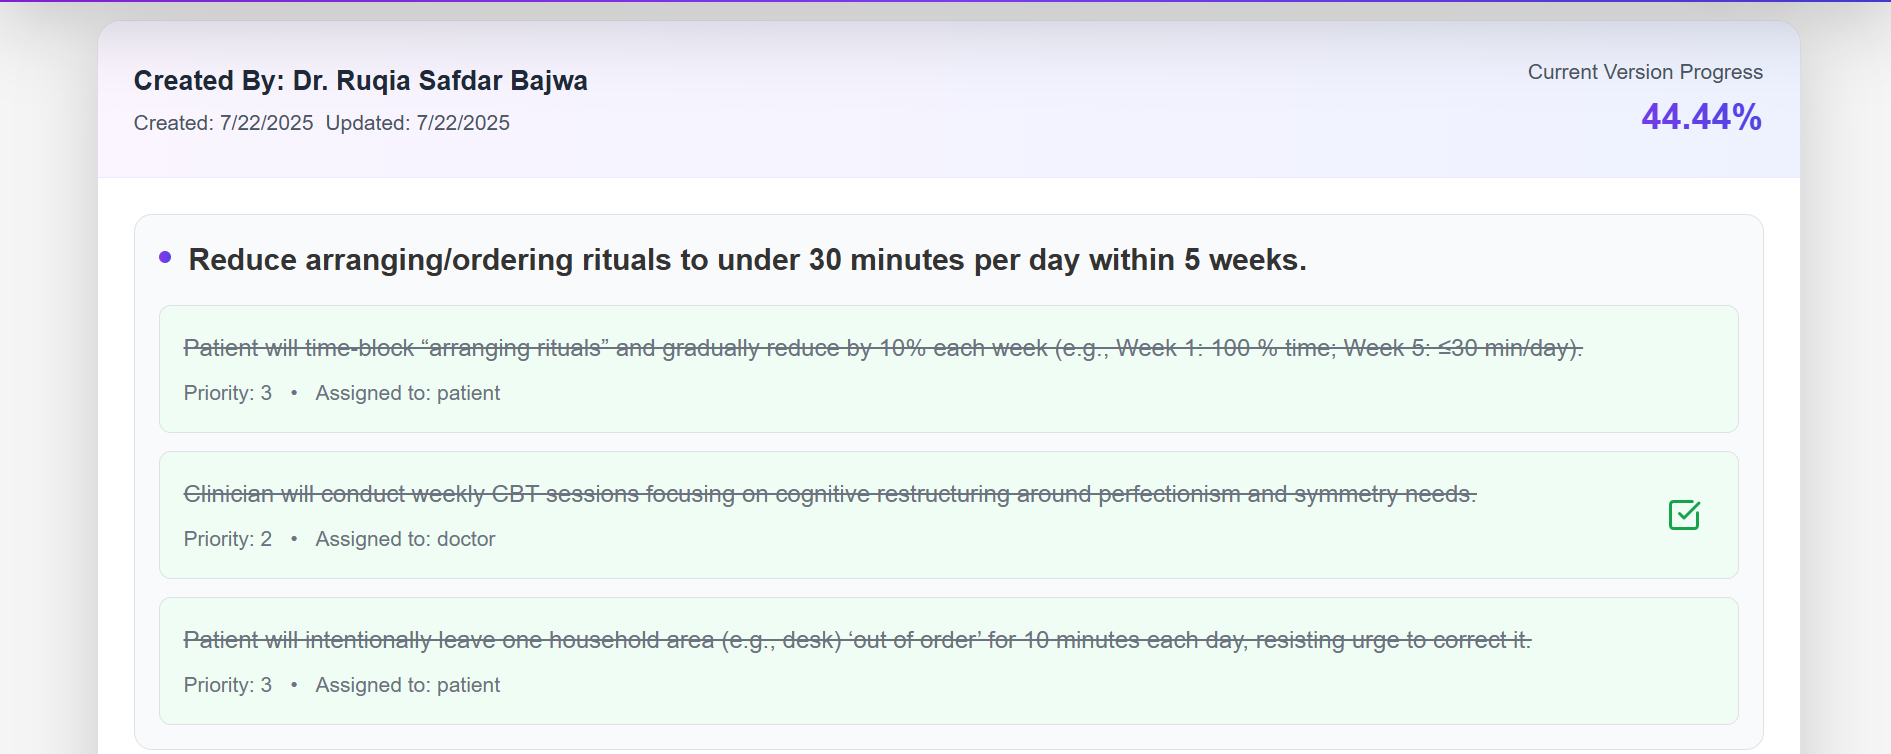 Created By: Dr. Ruqia Safdar Bajwa
Created: 7/22/2025 Updated: 7/22/2025
Current Version Progress
44.44%
Reduce arranging/ordering rituals to under 30 minutes per day within 5 weeks.
Patient will time-block “arranging rituals” and gradually reduce by 10% each week (e.g., Week 1: 100 % time; Week 5: ≤30 min/day).
Priority: 3 • Assigned to: patient
Clinician will conduct weekly CBT sessions focusing on cognitive restructuring around perfectionism and symmetry needs.
Priority: 2 • Assigned to: doctor
Patient will intentionally leave one household area (e.g., desk) ‘out of order’ for 10 minutes each day, resisting urge to correct it.
Priority: 3 • Assigned to: patient